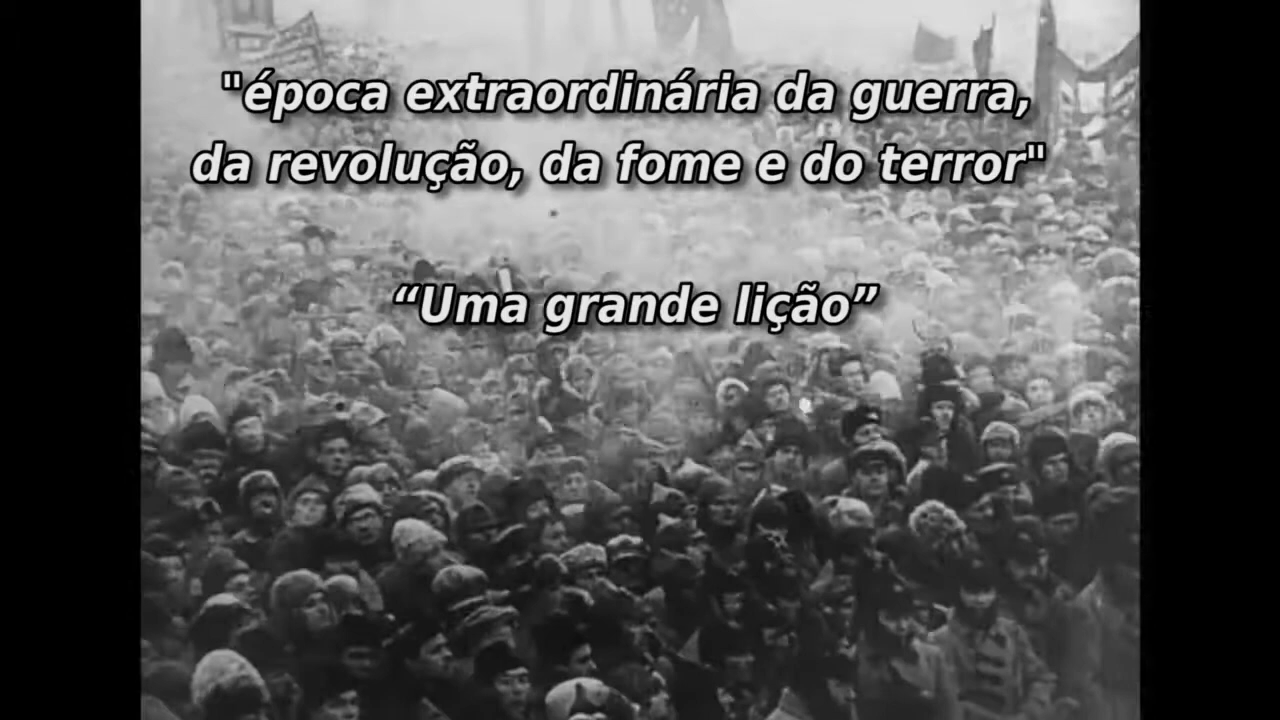 "época extraordinária da guerra,
da revolução, da fome e do terror"
“Uma grande lição”